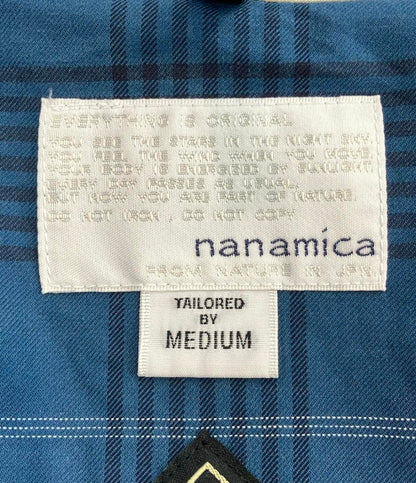 EVERYTHING IS ORIGINAL.
YOU SEE THE STARS IN THE NIGHT SKY.
YOU FEEL THE WIND WHEN YOU MOVE.
YOUR BODY IS ENERGISED BY SUNLIGHT.
EVERY DAY PASSES AS USUAL.
BUT NOW YOU ARE PART OF NATURE.
DO NOT IRON, DO NOT COPY
nanamica
FROM NATURE IN JPN.
TAILORED
BY
MEDIUM